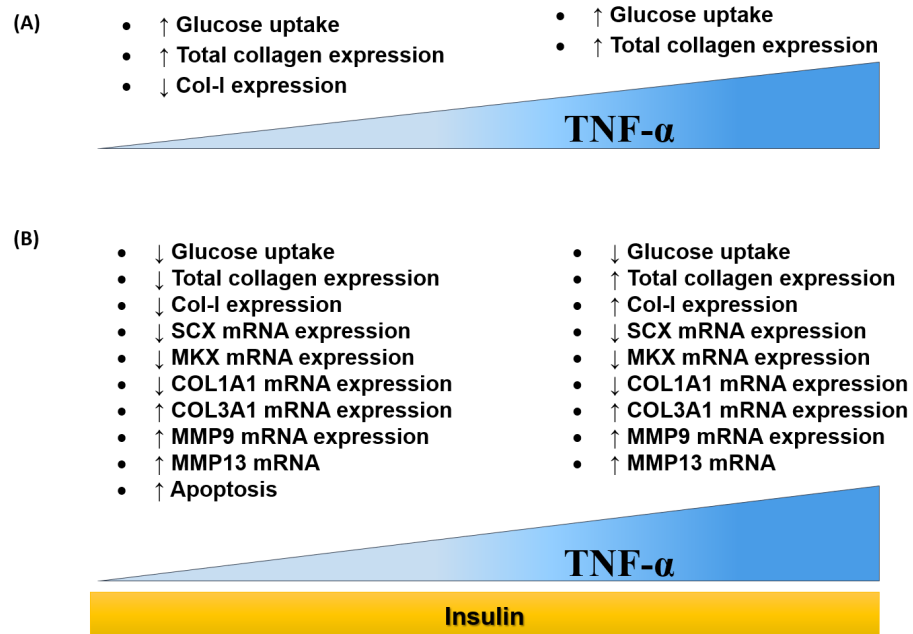 (A)
• ↑ Glucose uptake
• ↑ Total collagen expression
• ↓ Col-I expression
• ↑ Glucose uptake
• ↑ Total collagen expression
TNF-α
(B)
• ↓ Glucose uptake
• ↓ Total collagen expression
• ↓ Col-I expression
• ↓ SCX mRNA expression
• ↓ MKX mRNA expression
• ↓ COL1A1 mRNA expression
• ↑ COL3A1 mRNA expression
• ↑ MMP9 mRNA expression
• ↑ MMP13 mRNA
• ↑ Apoptosis
• ↓ Glucose uptake
• ↑ Total collagen expression
• ↑ Col-I expression
• ↓ SCX mRNA expression
• ↓ MKX mRNA expression
• ↓ COL1A1 mRNA expression
• ↑ COL3A1 mRNA expression
• ↑ MMP9 mRNA expression
• ↑ MMP13 mRNA
TNF-α
Insulin